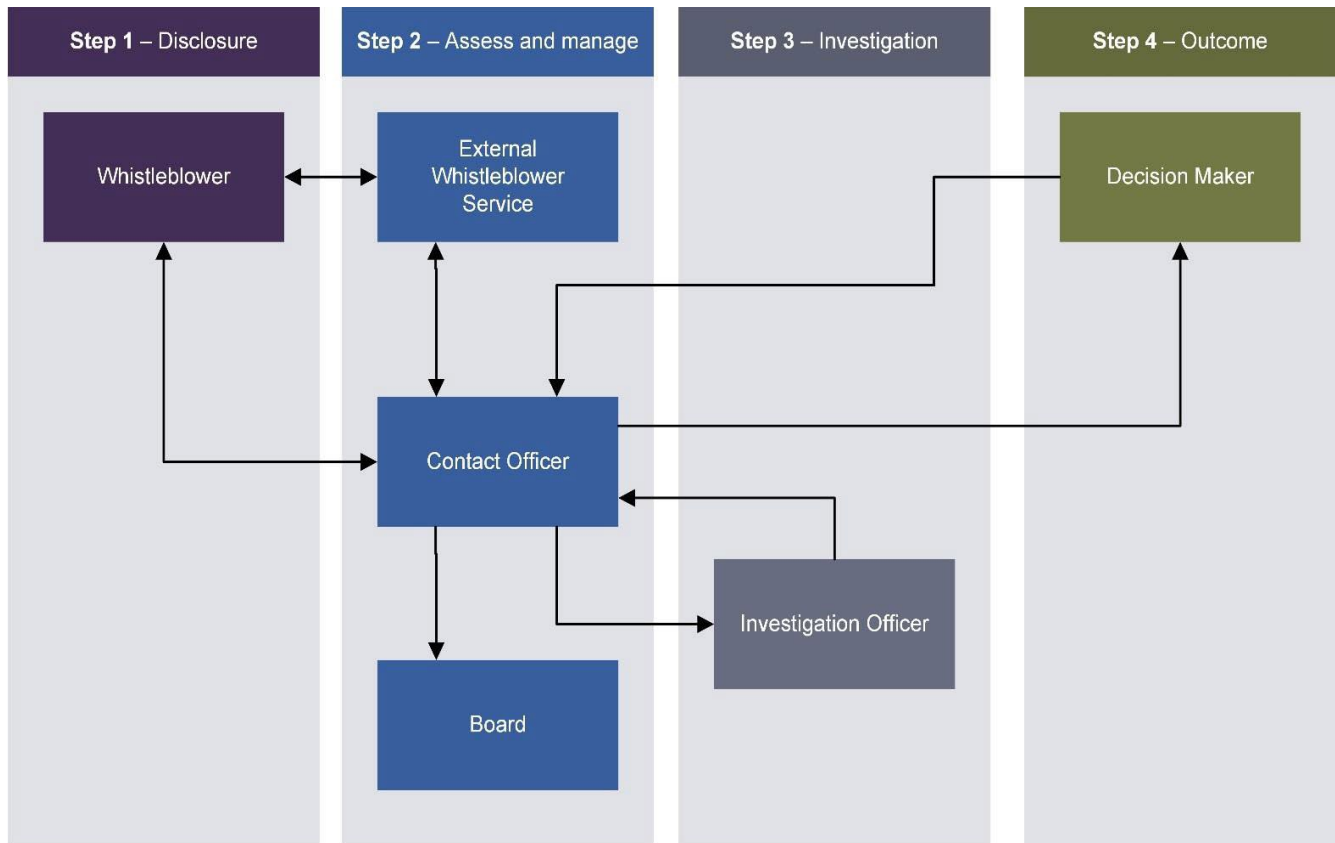 Step 1 – Disclosure
Step 2 – Assess and manage
Step 3 – Investigation
Step 4 – Outcome
Whistleblower
External
Whistleblower
Service
Decision Maker
Contact Officer
Investigation Officer
Board